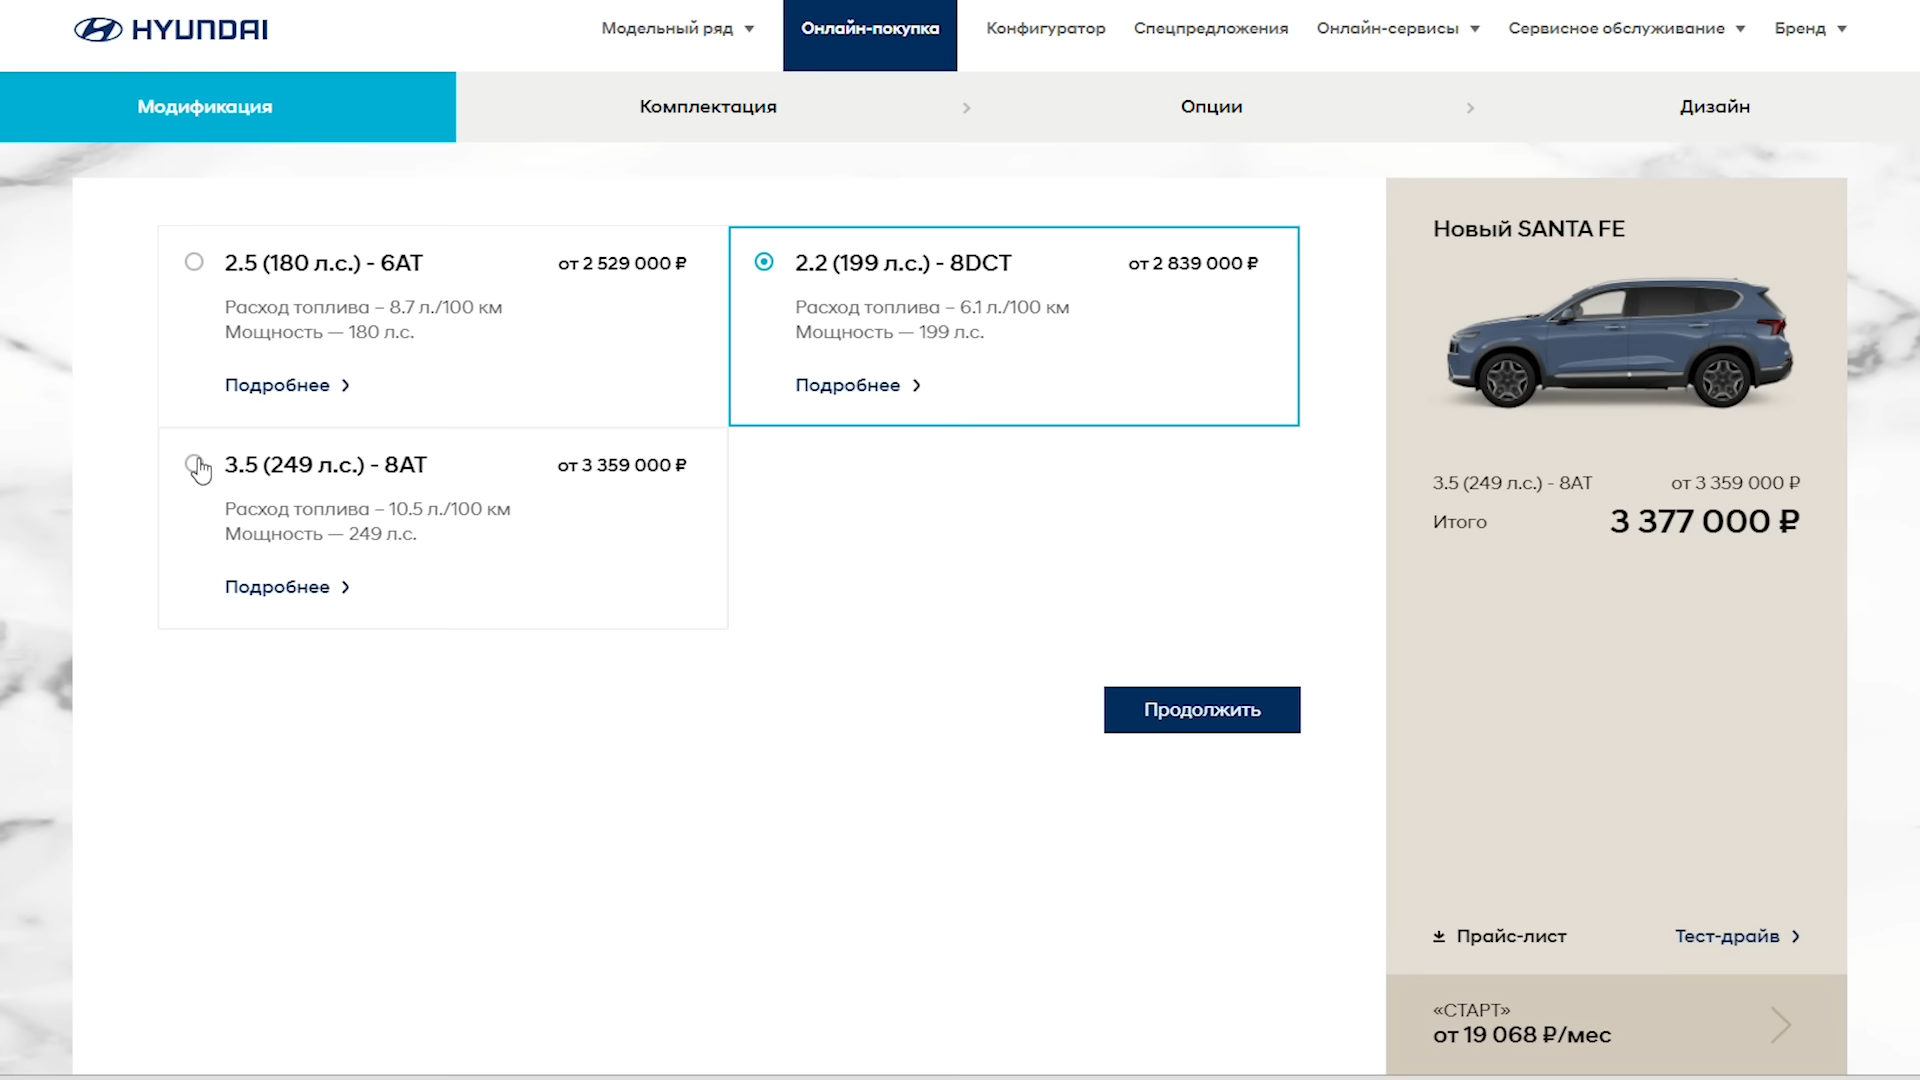 HYUNDAI
Модельный ряд
Онлайн-покупка
Конфигуратор
Спецпредложения
Онлайн-сервисы
Сервисное обслуживание
Бренд
Модификация
Комплектация
Опции
Дизайн
2.5 (180 л.с.) - 6AT
от 2 529 000 ₽
Расход топлива – 8.7 л./100 км
Мощность — 180 л.с.
Подробнее
2.2 (199 л.с.) - 8DCT
от 2 839 000 ₽
Расход топлива – 6.1 л./100 км
Мощность — 199 л.с.
Подробнее
3.5 (249 л.с.) - 8AT
от 3 359 000 ₽
Расход топлива – 10.5 л./100 км
Мощность — 249 л.с.
Подробнее
Продолжить
Новый SANTA FE
3.5 (249 л.с.) - 8AT
от 3 359 000 ₽
Итого
3 377 000 ₽
Прайс-лист
Тест-драйв
«СТАРТ»
от 19 068 ₽/мес